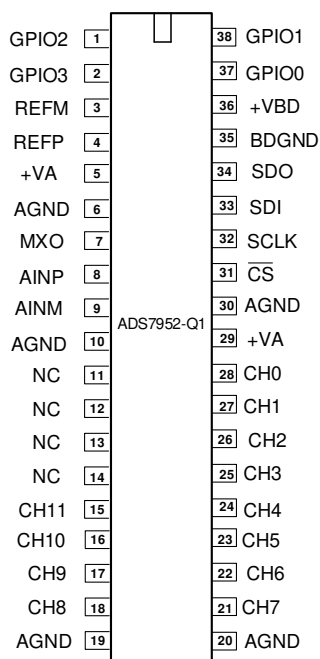 GPIO2 1 38 GPIO1
GPIO3 2 37 GPIO0
REFM 3 36 +VBD
REFP 4 35 BDGND
+VA 5 34 SDO
AGND 6 33 SDI
MXO 7 32 SCLK
AINP 8 31 CS
AINM 9 30 AGND
ADS7952-Q1
AGND 10 29 +VA
NC 11 28 CH0
NC 12 27 CH1
NC 13 26 CH2
NC 14 25 CH3
CH11 15 24 CH4
CH10 16 23 CH5
CH9 17 22 CH6
CH8 18 21 CH7
AGND 19 20 AGND